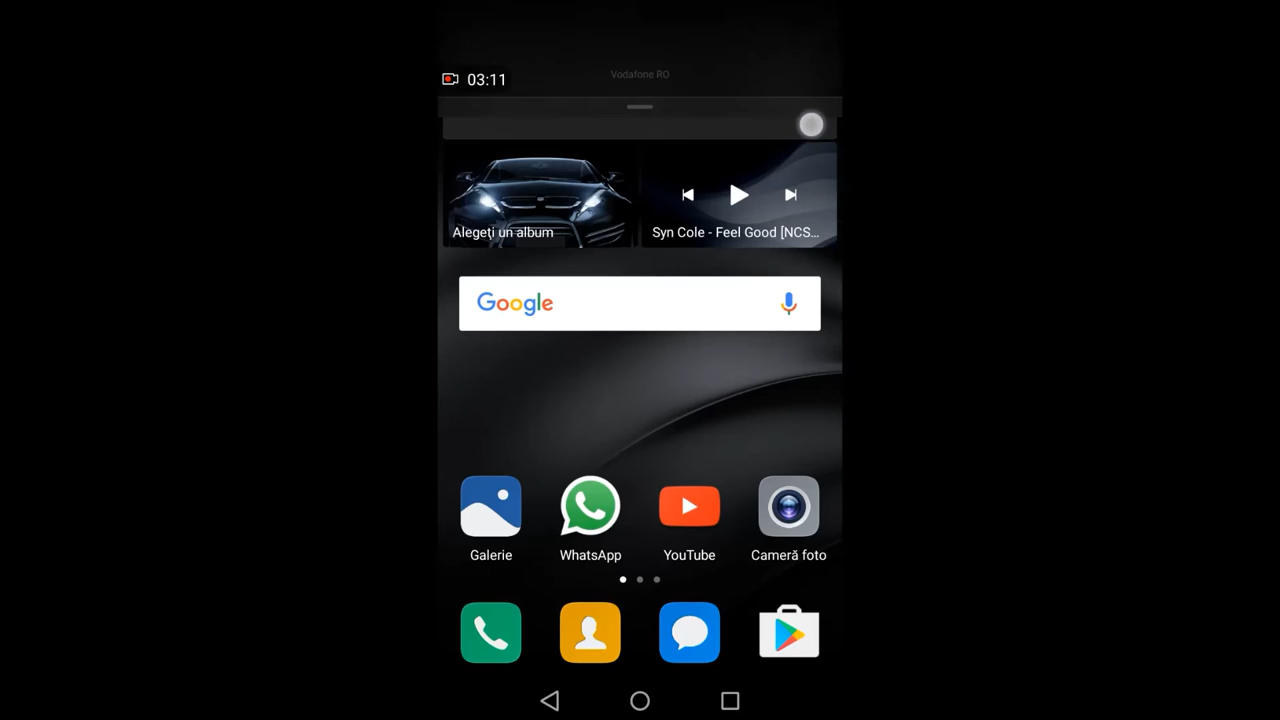 Vodafone RO
03:11
Alegeți un album
Syn Cole - Feel Good [NCS...
Google
Galerie
WhatsApp
YouTube
Cameră foto